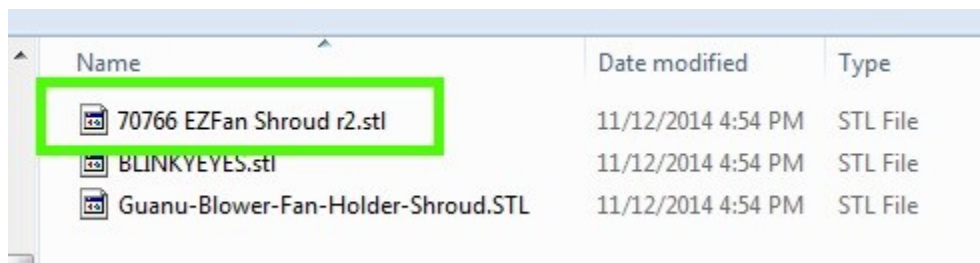 Name Date modified Type
70766 EZFan Shroud r2.stl 11/12/2014 4:54 PM STL File
BLINKYEYES.stl 11/12/2014 4:54 PM STL File
Guanu-Blower-Fan-Holder-Shroud.STL 11/12/2014 4:54 PM STL File